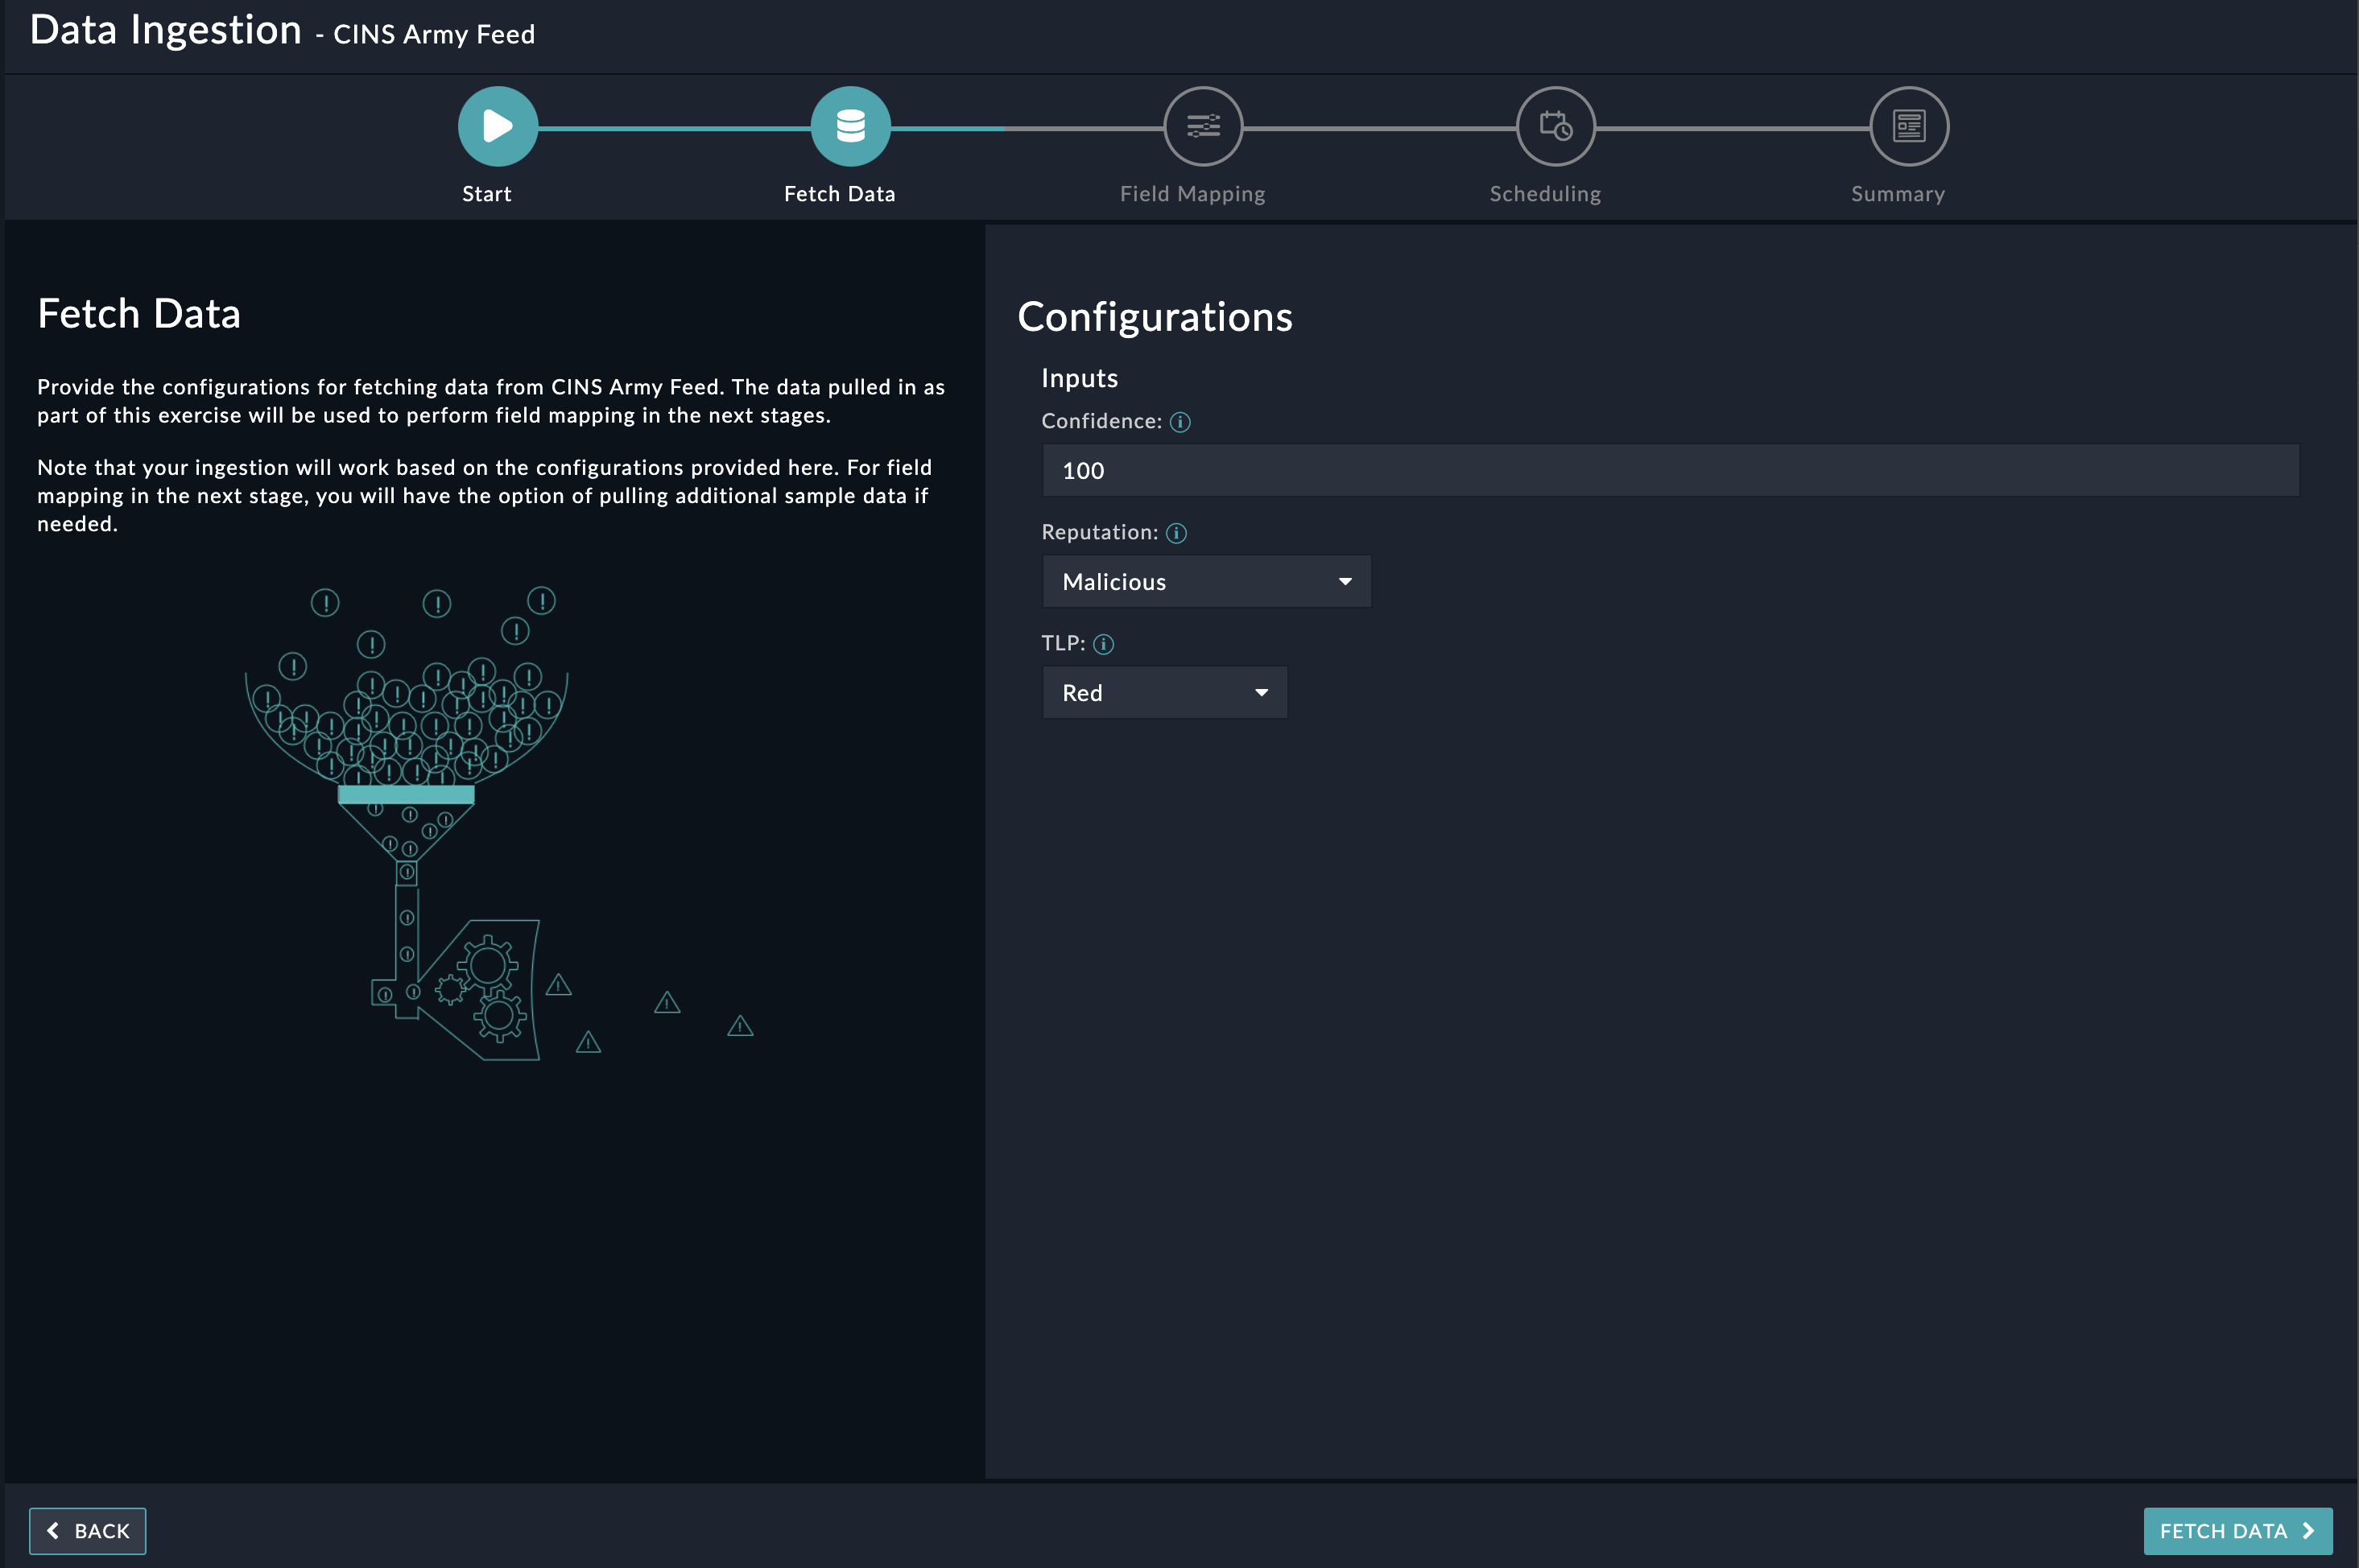 Data Ingestion - CINS Army Feed
Start
Fetch Data
Field Mapping
Scheduling
Summary
Fetch Data
Provide the configurations for fetching data from CINS Army Feed. The data pulled in as
part of this exercise will be used to perform field mapping in the next stages.
Note that your ingestion will work based on the configurations provided here. For field
mapping in the next stage, you will have the option of pulling additional sample data if
needed.
Configurations
Inputs
Confidence:
100
Reputation:
Malicious
TLP:
Red
BACK
FETCH DATA